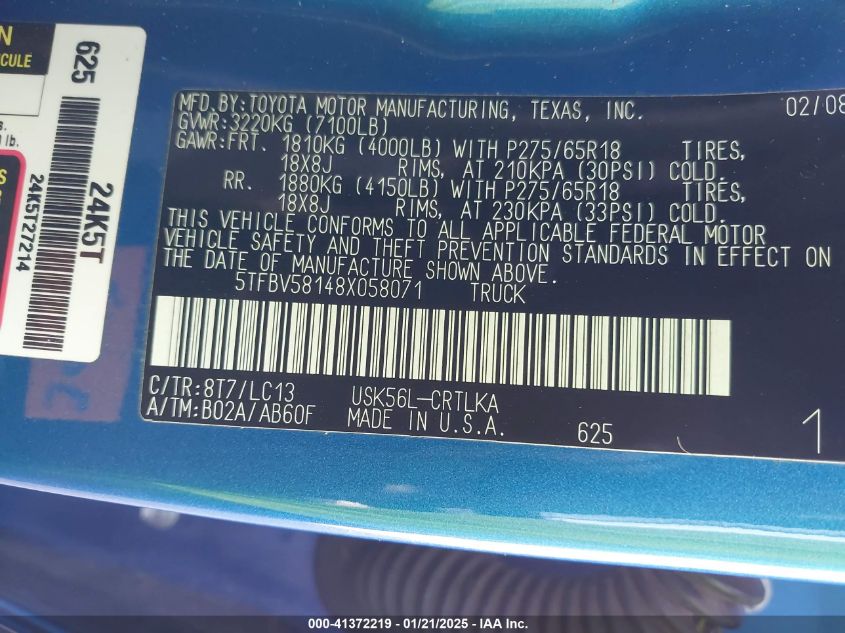 N
ICULE
s.
lb.
S
S
625
24K5T
24K5T27214
MFD.BY:TOYOTA MOTOR MANUFACTURING, TEXAS, INC. 02/08
GVWR:3220KG (7100LB)
GAWR:FRT. 1810KG (4000LB) WITH P275/65R18 TIRES,
18X8J RIMS, AT 210KPA (30PSI) COLD.
RR. 1880KG (4150LB) WITH P275/65R18 TIRES,
18X8J RIMS, AT 230KPA (33PSI) COLD.
THIS VEHICLE CONFORMS TO ALL APPLICABLE FEDERAL MOTOR
VEHICLE SAFETY AND THEFT PREVENTION STANDARDS IN EFFECT ON
THE DATE OF MANUFACTURE SHOWN ABOVE.
5TFBV58148X058071 TRUCK
C/TR:8T7/LC13 USK56L-CRTLKA
A/TM:B02A/AB60F MADE IN U.S.A. 625 1
000-41372219 - 01/21/2025 - IAA Inc.